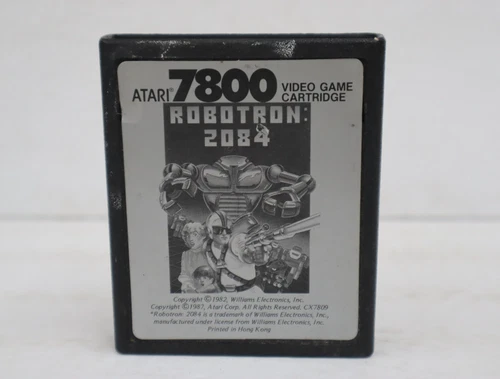 ATARI® 7800 VIDEO GAME CARTRIDGE
ROBOTRON:
2084
Copyright ©1982, Williams Electronics, Inc.
Copyright ©1987, Atari Corp. All Rights Reserved. CX7809
*Robotron: 2084 is a trademark of Williams Electronics, Inc.,
manufactured under license from Williams Electronics, Inc.
Printed in Hong Kong